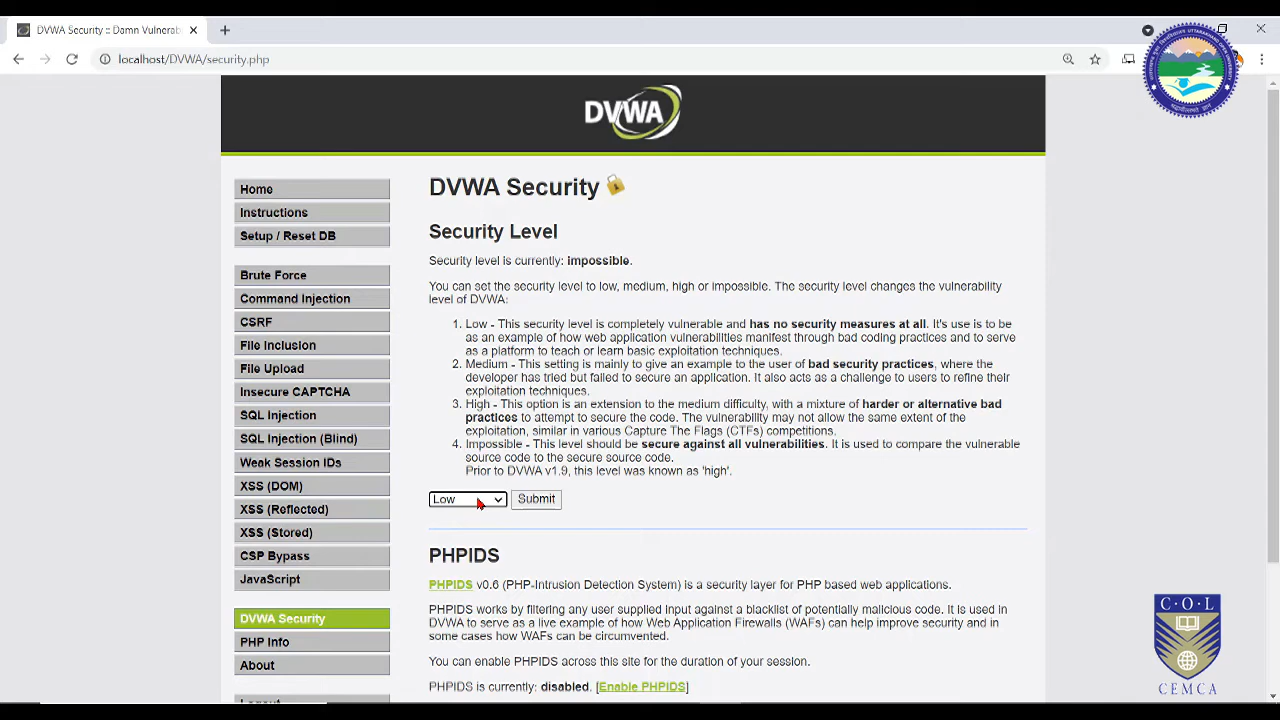 DVWA Security :: Damn Vulnerab
localhost/DVWA/security.php
DVWA
Home
Instructions
Setup / Reset DB
Brute Force
Command Injection
CSRF
File Inclusion
File Upload
Insecure CAPTCHA
SQL Injection
SQL Injection (Blind)
Weak Session IDs
XSS (DOM)
XSS (Reflected)
XSS (Stored)
CSP Bypass
JavaScript
DVWA Security
PHP Info
About
Logout
DVWA Security
Security Level
Security level is currently: impossible.
You can set the security level to low, medium, high or impossible. The security level changes the vulnerability
level of DVWA:
1. Low - This security level is completely vulnerable and has no security measures at all. It's use is to be
as an example of how web application vulnerabilities manifest through bad coding practices and to serve
as a platform to teach or learn basic exploitation techniques.
2. Medium - This setting is mainly to give an example to the user of bad security practices, where the
developer has tried but failed to secure an application. It also acts as a challenge to users to refine their
exploitation techniques.
3. High - This option is an extension to the medium difficulty, with a mixture of harder or alternative bad
practices to attempt to secure the code. The vulnerability may not allow the same extent of the
exploitation, similar in various Capture The Flags (CTFs) competitions.
4. Impossible - This level should be secure against all vulnerabilities. It is used to compare the vulnerable
source code to the secure source code.
Prior to DVWA v1.9, this level was known as 'high'.
Low Submit
PHPIDS
PHPIDS v0.6 (PHP-Intrusion Detection System) is a security layer for PHP based web applications.
PHPIDS works by filtering any user supplied input against a blacklist of potentially malicious code. It is used in
DVWA to serve as a live example of how Web Application Firewalls (WAFs) can help improve security and in
some cases how WAFs can be circumvented.
You can enable PHPIDS across this site for the duration of your session.
PHPIDS is currently: disabled. [Enable PHPIDS]
C·O·L
CEMCA